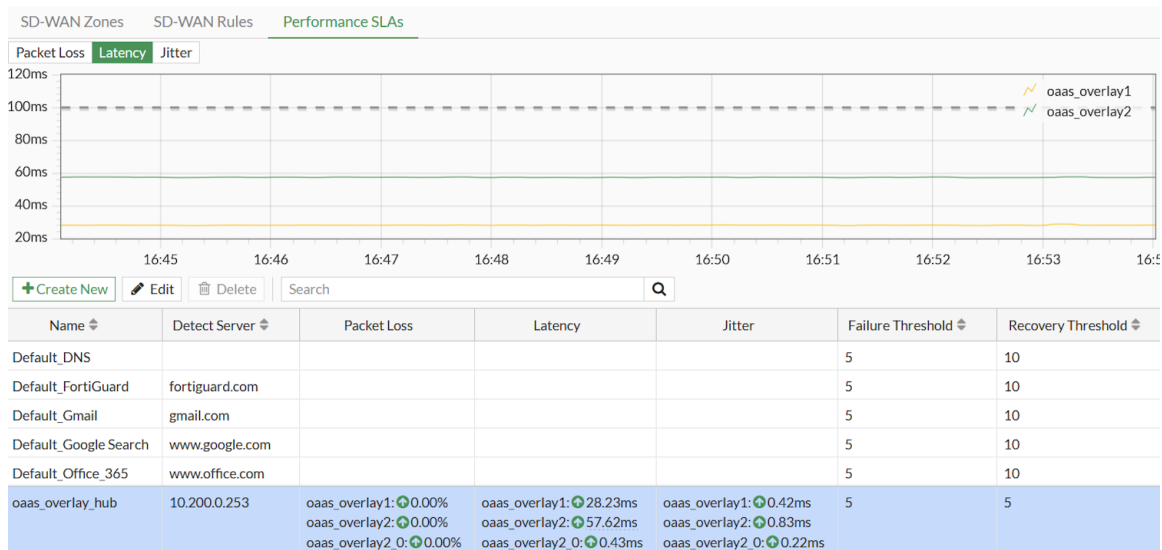 SD-WAN Zones SD-WAN Rules Performance SLAs
Packet Loss Latency Jitter
120ms
oaas_overlay1
100ms
oaas_overlay2
80ms
60ms
40ms
20ms
16:45 16:46 16:47 16:48 16:49 16:50 16:51 16:52 16:53 16:5
+Create New Edit Delete Search
Name Detect Server Packet Loss Latency Jitter Failure Threshold Recovery Threshold
Default_DNS 5 10
Default_FortiGuard fortiguard.com 5 10
Default_Gmail gmail.com 5 10
Default_Google Search www.google.com 5 10
Default_Office_365 www.office.com 5 10
oaas_overlay_hub 10.200.0.253 oaas_overlay1: 0.00% oaas_overlay1: 28.23ms oaas_overlay1: 0.42ms 5 5
oaas_overlay2: 0.00% oaas_overlay2: 57.62ms oaas_overlay2: 0.83ms
oaas_overlay2_0: 0.00% oaas_overlay2_0: 0.43ms oaas_overlay2_0: 0.22ms